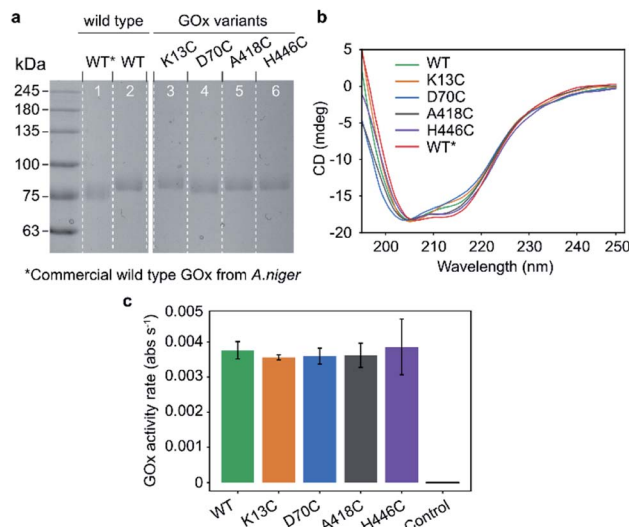 a
wild type
GOx variants
kDa
WT* WT
K13C D70C A418C H446C
1 2 3 4 5 6
245
180
135
100
75
63
*Commercial wild type GOx from A.niger
b
CD (mdeg)
5
0
-5
-10
-15
-20
WT
K13C
D70C
A418C
H446C
WT*
210 220 230 240 250
Wavelength (nm)
c
GOx activity rate (abs s⁻¹)
0.005
0.004
0.003
0.002
0.001
0
WT K13C D70C A418C H446C Control